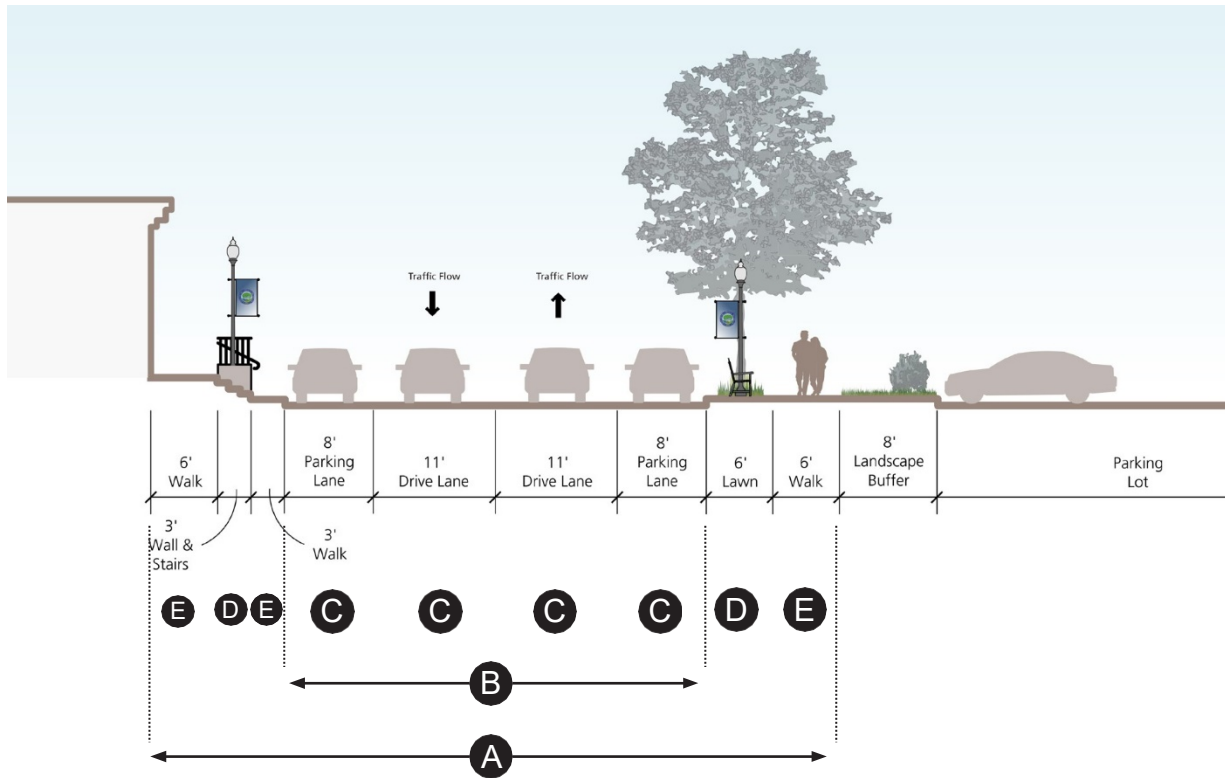 Traffic Flow
Traffic Flow
6'
Walk
8'
Parking
Lane
11'
Drive Lane
11'
Drive Lane
8'
Parking
Lane
6'
Lawn
6'
Walk
8'
Landscape
Buffer
Parking
Lot
3'
Wall &
Stairs
3'
Walk
E D E C C C C D E
B
A